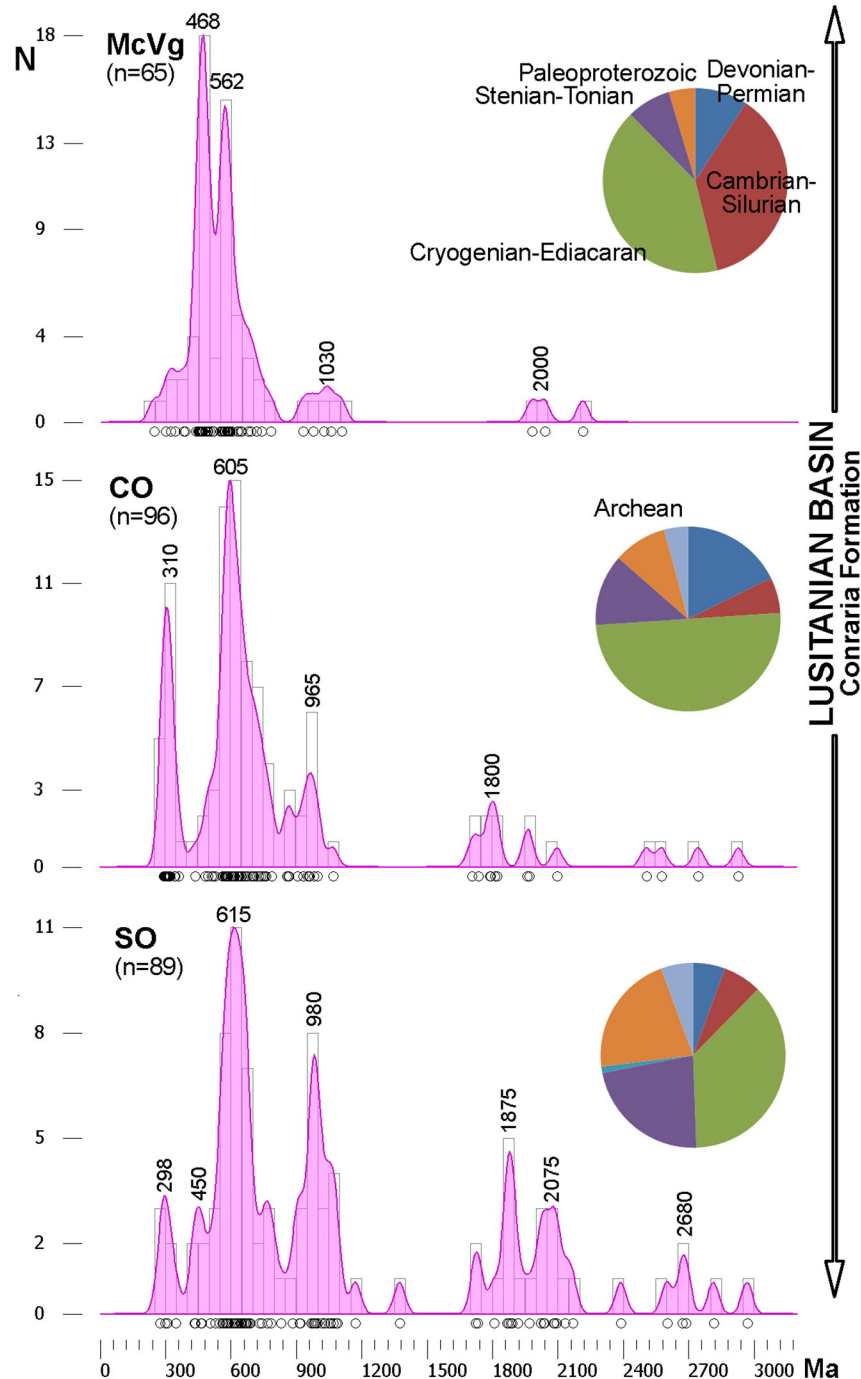 18
N
McVg
(n=65)
468
562
13
9
4
0
1030
2000
Paleoproterozoic
Stenian-Tonian
Devonian-
Permian
Cambrian-
Silurian
Cryogenian-Ediacaran
15
CO
(n=96)
605
310
11
7
3
0
965
1800
Archean
LUSITANIAN BASIN
Conraria Formation
11
SO
(n=89)
615
8
5
2
0
298
450
980
1875
2075
2680
0 300 600 900 1200 1500 1800 2100 2400 2700 3000 Ma